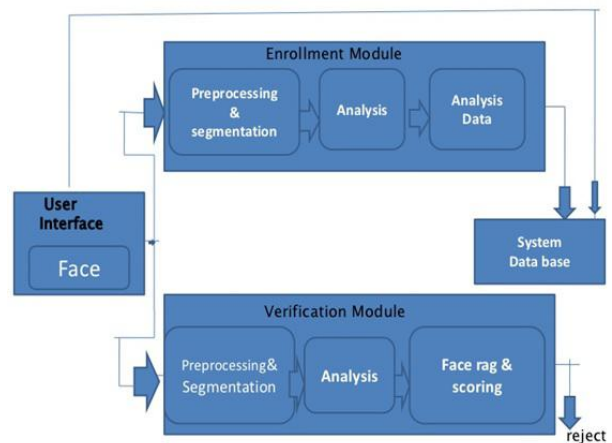 Enrollment Module
Preprocessing
&
segmentation
Analysis
Analysis
Data
User
Interface
Face
System
Data base
Verification Module
Preprocessing&
Segmentation
Analysis
Face rag &
scoring
reject